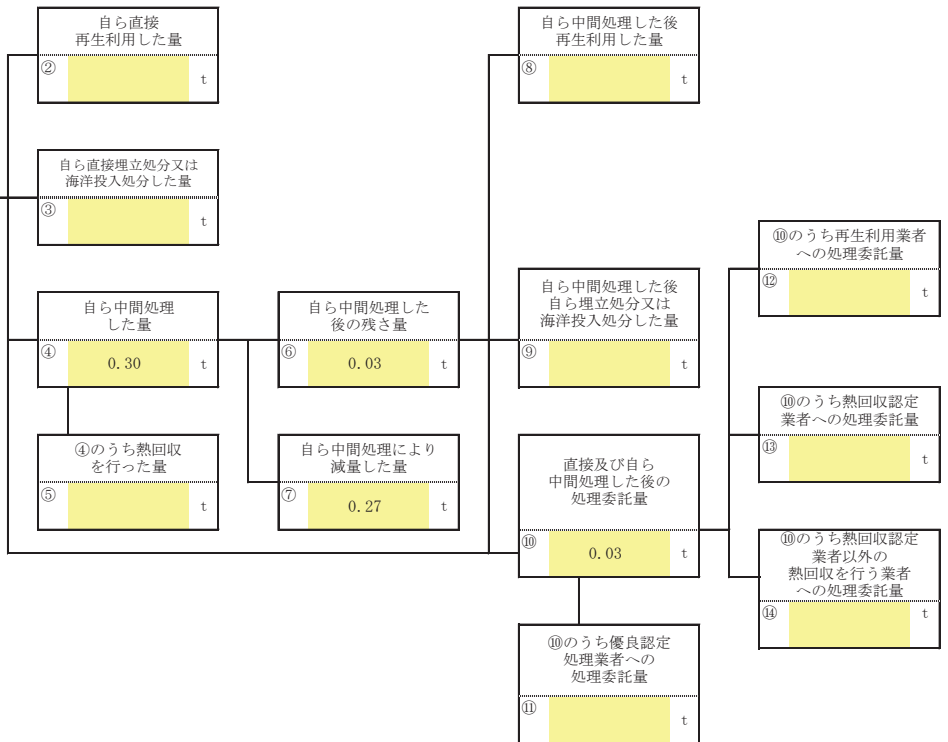 自ら直接
再生利用した量
②
t
自ら直接埋立処分又は
海洋投入処分した量
③
t
自ら中間処理
した量
④
0.30
t
④のうち熱回収
を行った量
⑤
t
自ら中間処理した
後の残さ量
⑥
0.03
t
自ら中間処理により
減量した量
⑦
0.27
t
自ら中間処理した後
再生利用した量
⑧
t
自ら中間処理した後
自ら埋立処分又は
海洋投入処分した量
⑨
t
直接及び自ら
中間処理した後の
処理委託量
⑩
0.03
t
⑩のうち優良認定
処理業者への
処理委託量
⑪
t
⑩のうち再生利用業者
への処理委託量
⑫
t
⑩のうち熱回収認定
業者への処理委託量
⑬
t
⑩のうち熱回収認定
業者以外の
熱回収を行う業者
への処理委託量
⑭
t